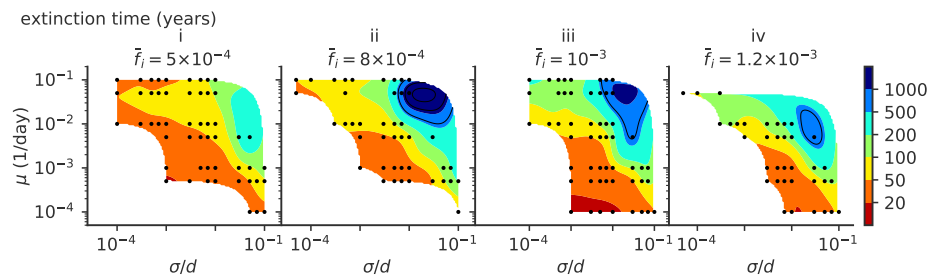 extinction time (years)
i ii iii iv
f̄ᵢ = 5×10⁻⁴ f̄ᵢ = 8×10⁻⁴ f̄ᵢ = 10⁻³ f̄ᵢ = 1.2×10⁻³
10⁻¹
10⁻²
10⁻³
10⁻⁴
μ (1/day)
1000
500
200
100
50
20
10⁻⁴ 10⁻¹ 10⁻⁴ 10⁻¹ 10⁻⁴ 10⁻¹ 10⁻⁴ 10⁻¹
σ/d σ/d σ/d σ/d